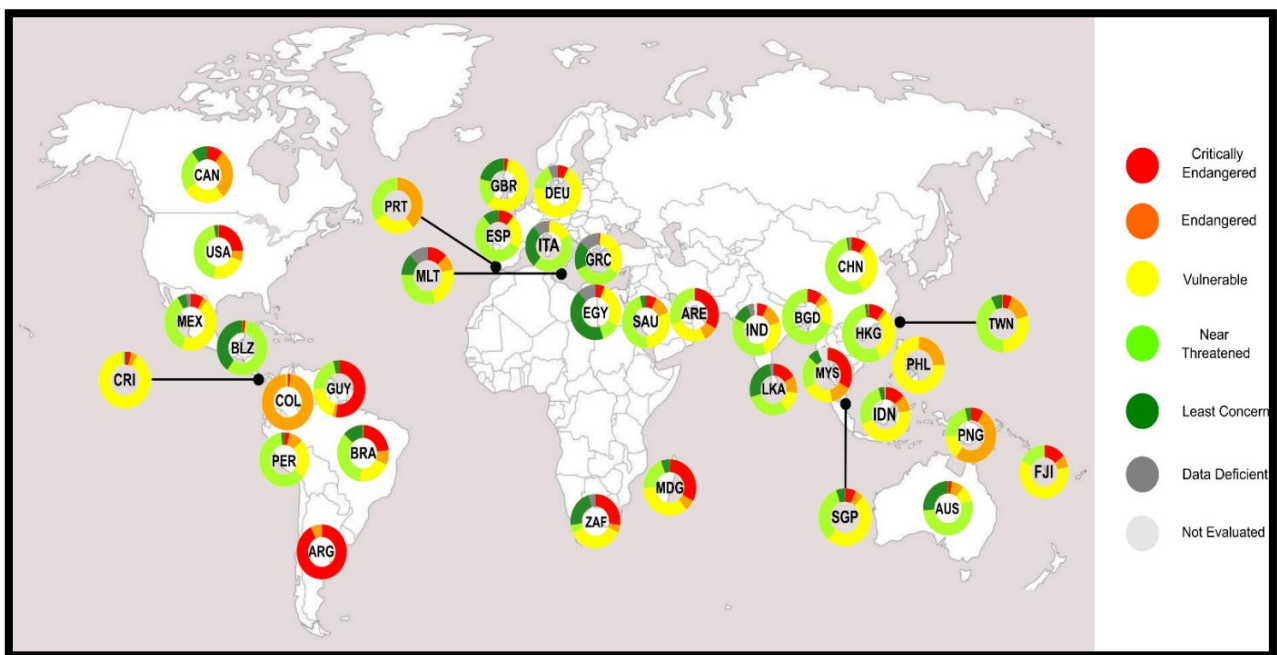 CAN
USA
MEX
BLZ
CRI
COL
GUY
PER
BRA
ARG
PRT
MLT
GBR
DEU
ESP
ITA
GRC
EGY
SAU
ARE
ZAF
MDG
IND
BGD
LKA
CHN
HKG
TWN
MYS
PHL
IDN
SGP
PNG
FJI
AUS
Critically
Endangered
Endangered
Vulnerable
Near
Threatened
Least Concern
Data Deficient
Not Evaluated